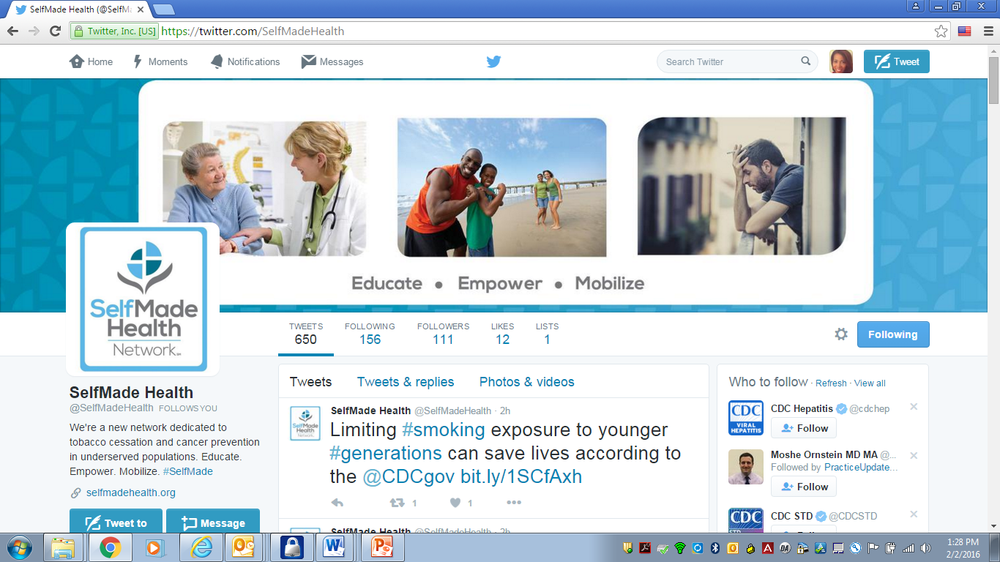 SelfMade Health (@SelfMa
Twitter, Inc. [US] https://twitter.com/SelfMadeHealth
Home Moments Notifications Messages Search Twitter Tweet
Educate • Empower • Mobilize
SelfMade
Health
Network
TWEETS FOLLOWING FOLLOWERS LIKES LISTS
650 156 111 12 1
Following
SelfMade Health
@SelfMadeHealth FOLLOWS YOU
We're a new network dedicated to
tobacco cessation and cancer prevention
in underserved populations. Educate.
Empower. Mobilize. #SelfMade
selfmadehealth.org
Tweet to Message
Tweets Tweets & replies Photos & videos
SelfMade Health @SelfMadeHealth · 2h
Limiting #smoking exposure to younger
#generations can save lives according to
the @CDCgov bit.ly/1SCfAxh
1 1
SelfMade Health @SelfMadeHealth · 2h
Who to follow · Refresh · View all
CDC
VIRAL
HEPATITIS
CDC Hepatitis @cdchep
Follow
Moshe Ornstein MD MA @...
Followed by PracticeUpdate...
Follow
CDC
CDC STD @CDCSTD
1:28 PM
2/2/2016